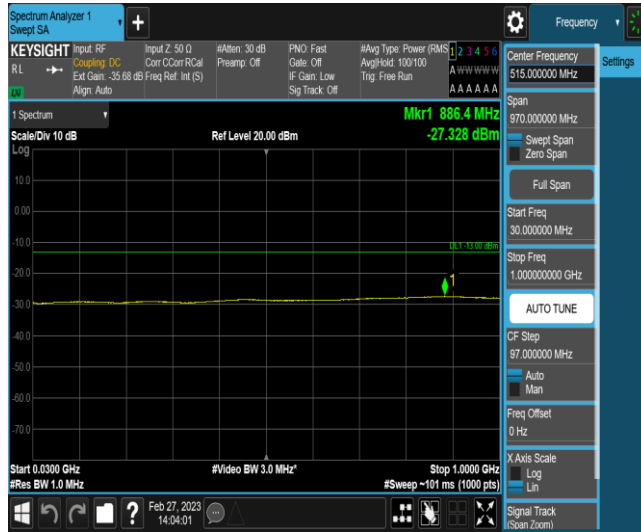 Spectrum Analyzer 1
Swept SA
+
Frequency
KEYSIGHT
RL
Input: RF
Coupling: DC
Ext Gain: -35.68 dB
Align: Auto
Input Z: 50 Ω
Corr CCorr RCal
Freq Ref: Int (S)
#Atten: 30 dB
Preamp: Off
PNO: Fast
Gate: Off
IF Gain: Low
Sig Track: Off
#Avg Type: Power (RMS
Avg|Hold: 100/100
Trig: Free Run
1 2 3 4 5 6
A W W W W W
A A A A A A
1 Spectrum
Scale/Div 10 dB
Log
Ref Level 20.00 dBm
Mkr1 886.4 MHz
-27.328 dBm
10.0
0.00
-10.0
DL1 -13.00 dBm
-20.0
1
-30.0
-40.0
-50.0
-60.0
-70.0
Start 0.0300 GHz
#Res BW 1.0 MHz
#Video BW 3.0 MHz*
Stop 1.0000 GHz
#Sweep ~101 ms (1000 pts)
Feb 27, 2023
14:04:01
?
Center Frequency
515.000000 MHz
Settings
Span
970.000000 MHz
Swept Span
Zero Span
Full Span
Start Freq
30.000000 MHz
Stop Freq
1.000000000 GHz
AUTO TUNE
CF Step
97.000000 MHz
Auto
Man
Freq Offset
0 Hz
X Axis Scale
Log
Lin
Signal Track
(Span Zoom)